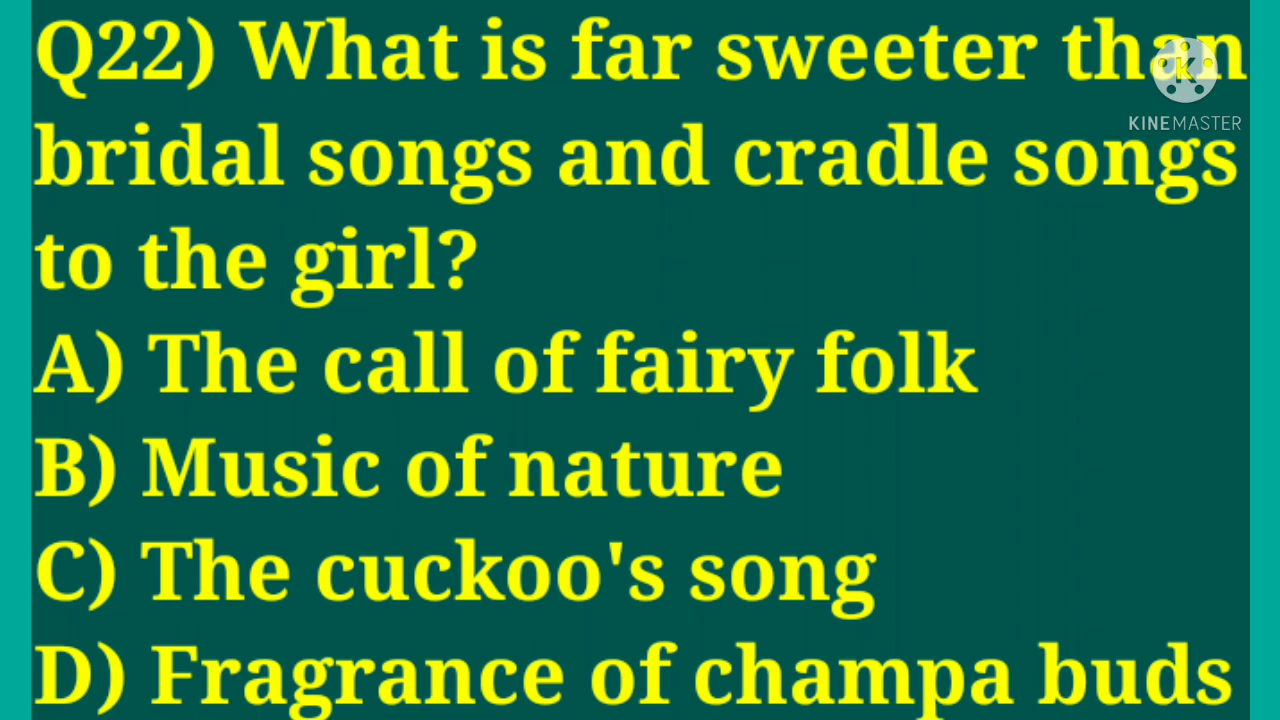 Q22) What is far sweeter than
KINEMASTER
bridal songs and cradle songs
to the girl?
A) The call of fairy folk
B) Music of nature
C) The cuckoo's song
D) Fragrance of champa buds